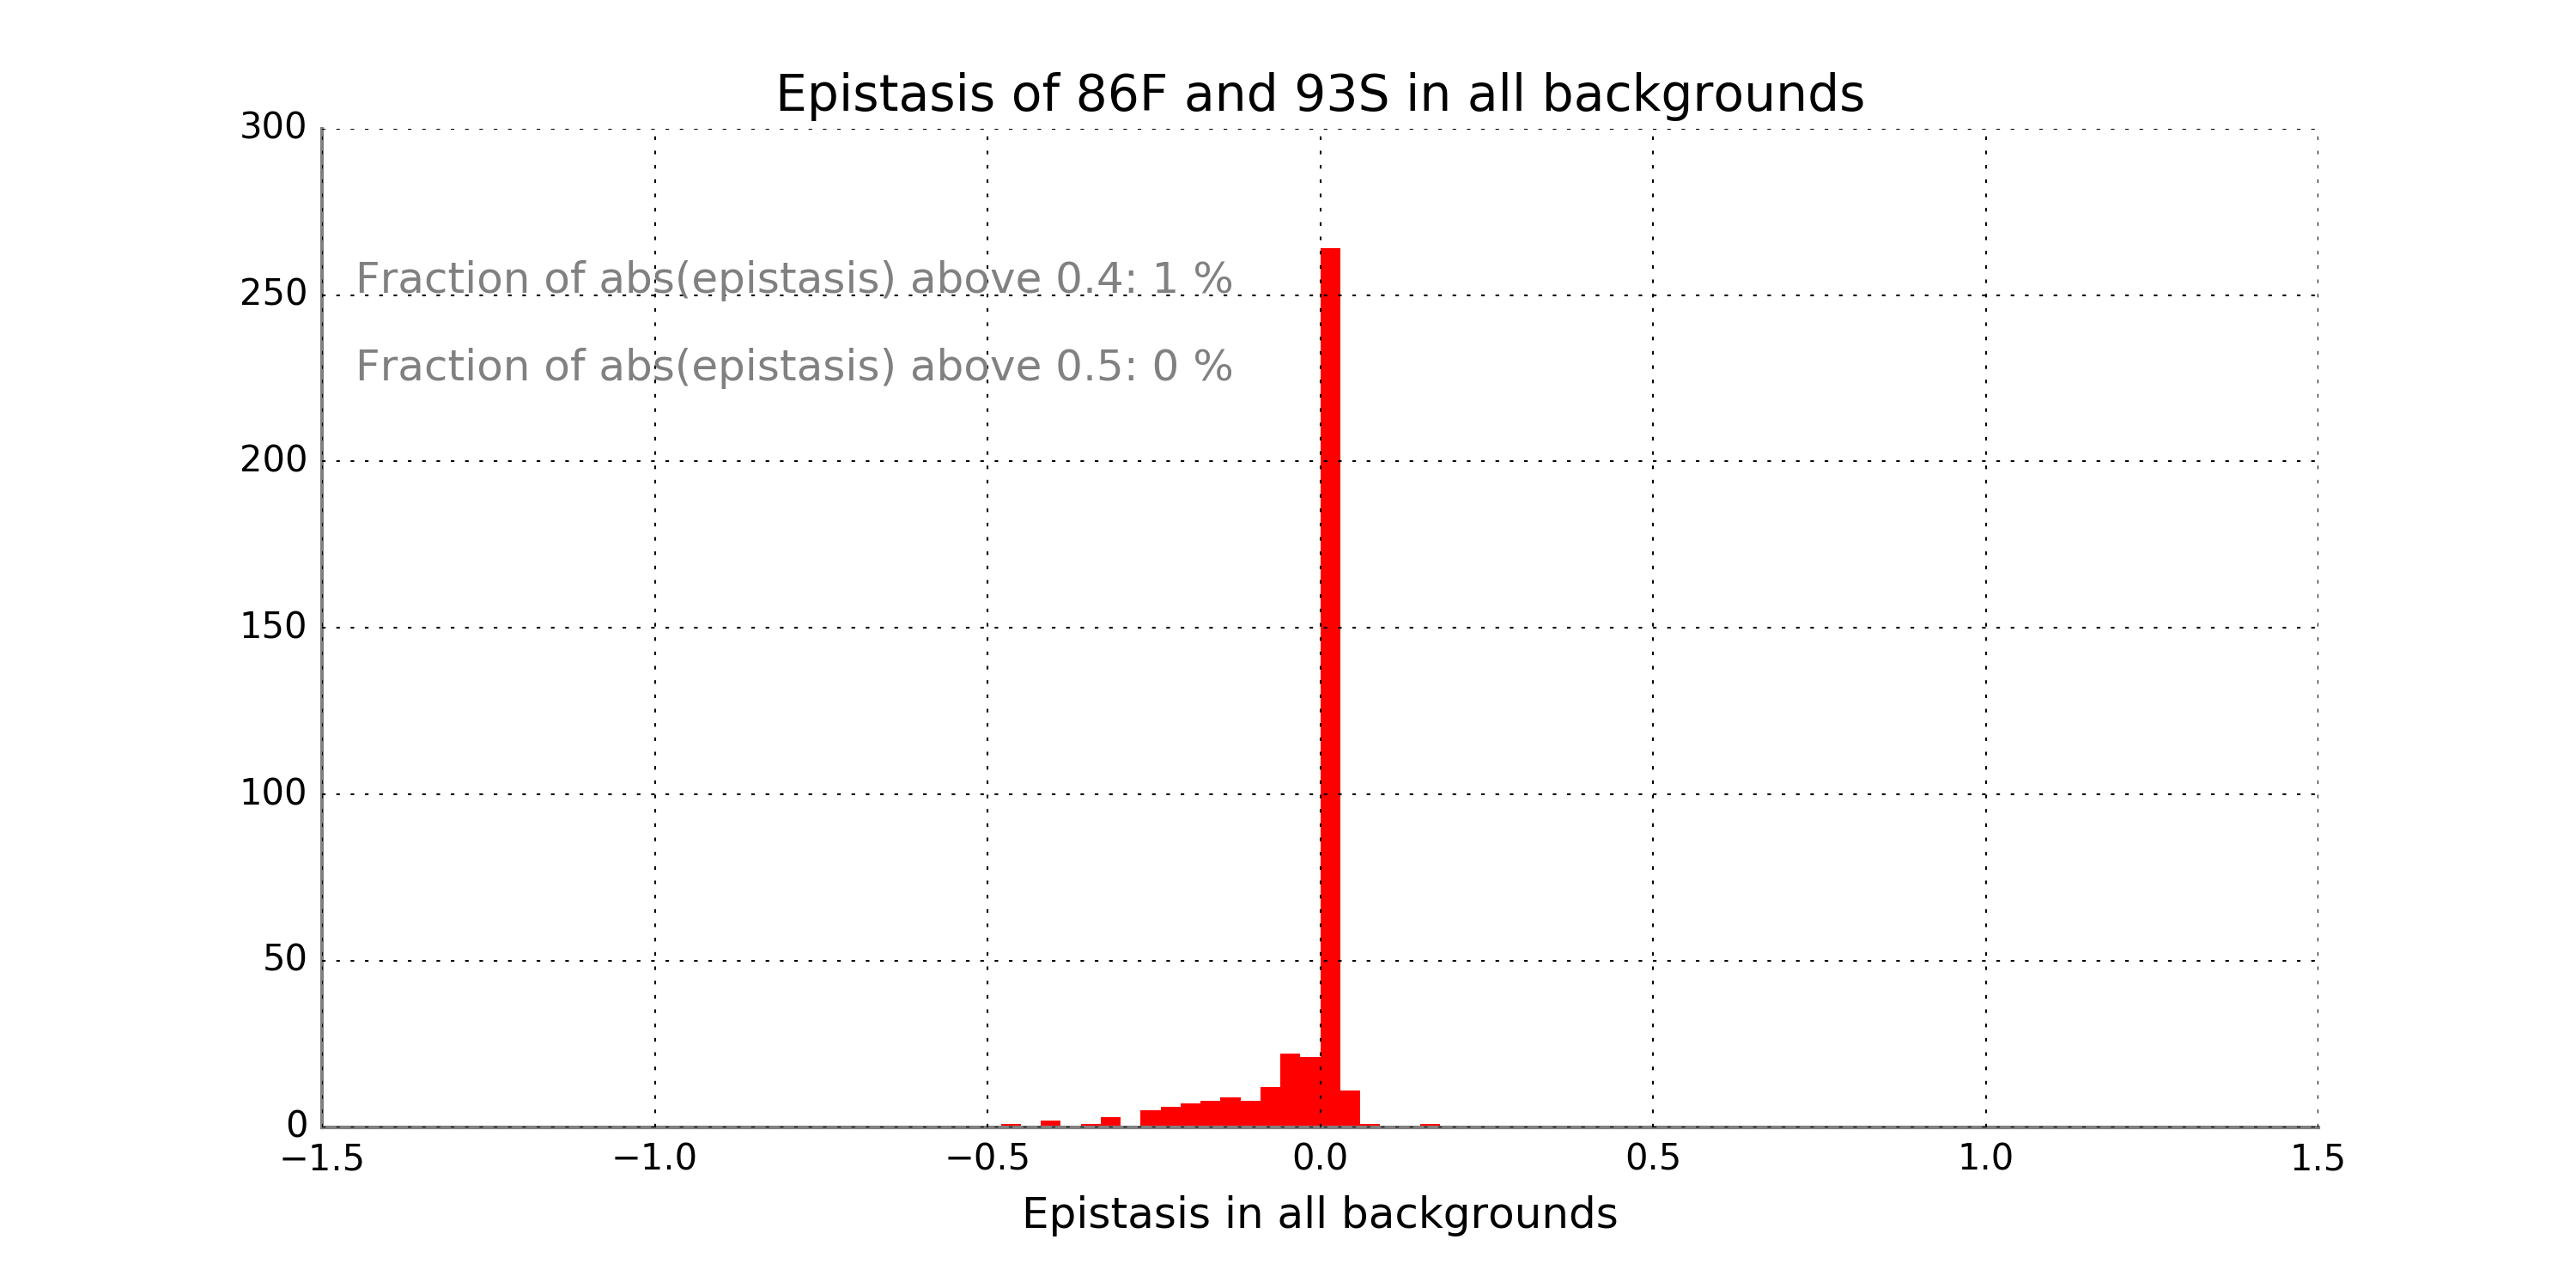 Epistasis of 86F and 93S in all backgrounds
300
Fraction of abs(epistasis) above 0.4: 1 %
250
Fraction of abs(epistasis) above 0.5: 0 %
200
150
100
50
0
−1.5 −1.0 −0.5 0.0 0.5 1.0 1.5
Epistasis in all backgrounds